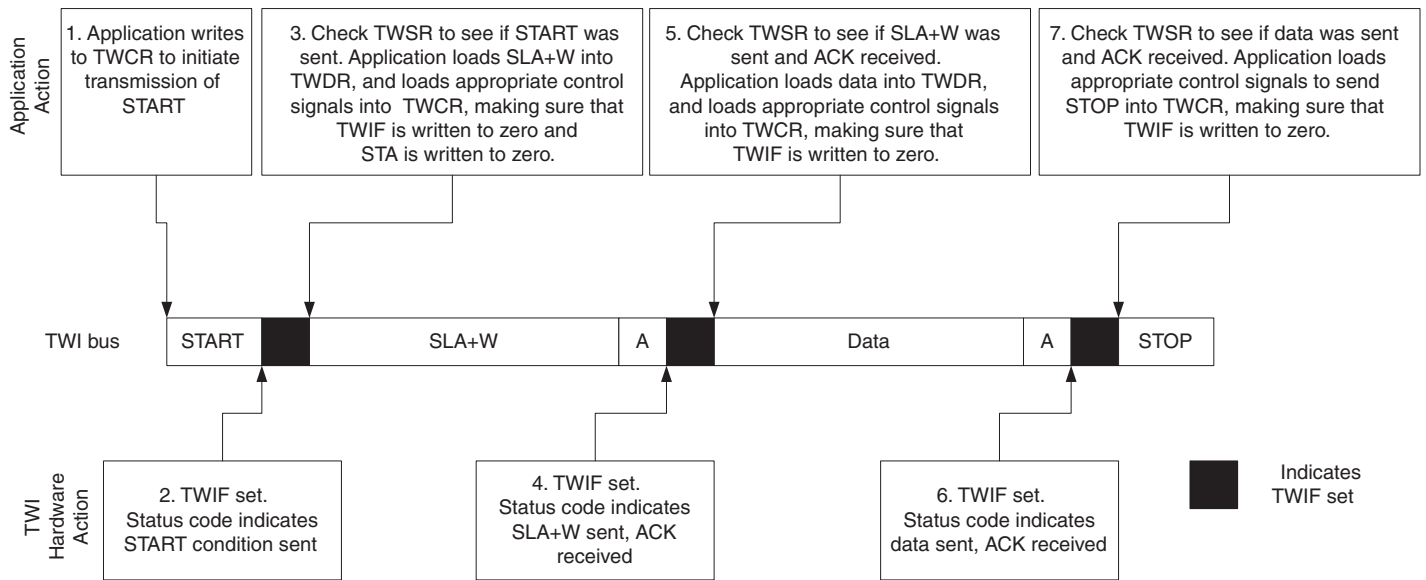 Application
Action
1. Application writes
to TWCR to initiate
transmission of
START
3. Check TWSR to see if START was
sent. Application loads SLA+W into
TWDR, and loads appropriate control
signals into TWCR, making sure that
TWIF is written to zero and
STA is written to zero.
5. Check TWSR to see if SLA+W was
sent and ACK received.
Application loads data into TWDR,
and loads appropriate control signals
into TWCR, making sure that
TWIF is written to zero.
7. Check TWSR to see if data was sent
and ACK received. Application loads
appropriate control signals to send
STOP into TWCR, making sure that
TWIF is written to zero.
TWI bus
START
SLA+W
A
Data
A
STOP
TWI
Hardware
Action
2. TWIF set.
Status code indicates
START condition sent
4. TWIF set.
Status code indicates
SLA+W sent, ACK
received
6. TWIF set.
Status code indicates
data sent, ACK received
Indicates
TWIF set